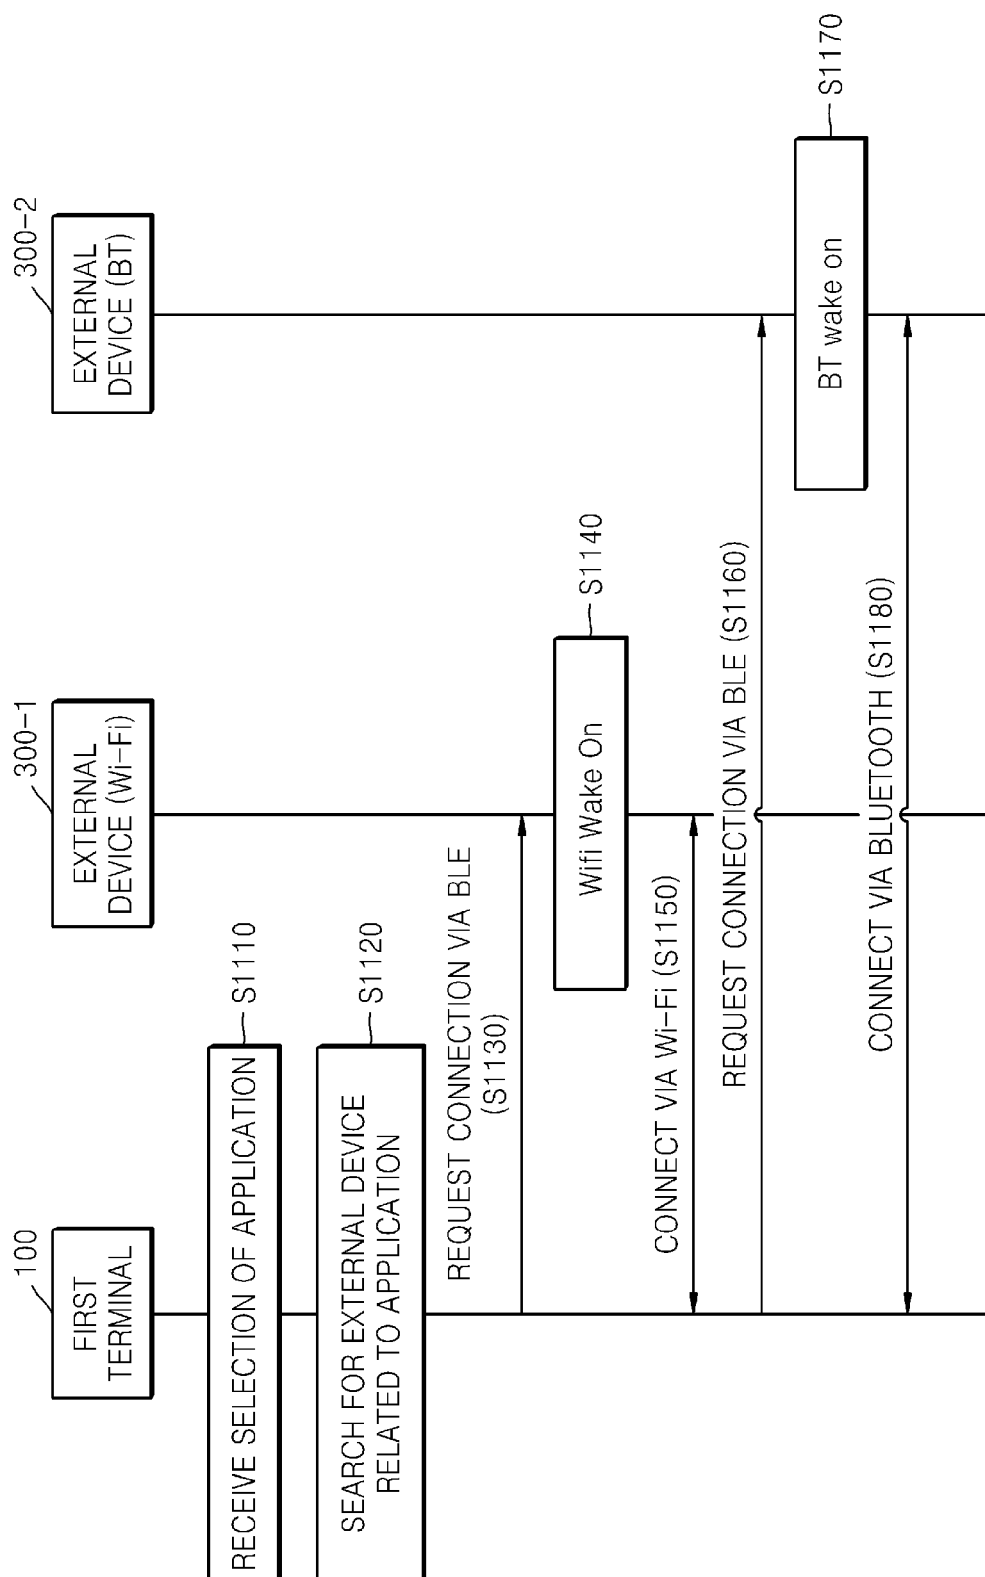 100
FIRST
TERMINAL
300-1
EXTERNAL
DEVICE (Wi-Fi)
300-2
EXTERNAL
DEVICE (BT)
RECEIVE SELECTION OF APPLICATION
S1110
SEARCH FOR EXTERNAL DEVICE
RELATED TO APPLICATION
S1120
REQUEST CONNECTION VIA BLE
(S1130)
Wifi Wake On
S1140
CONNECT VIA Wi-Fi (S1150)
REQUEST CONNECTION VIA BLE (S1160)
BT wake on
S1170
CONNECT VIA BLUETOOTH (S1180)